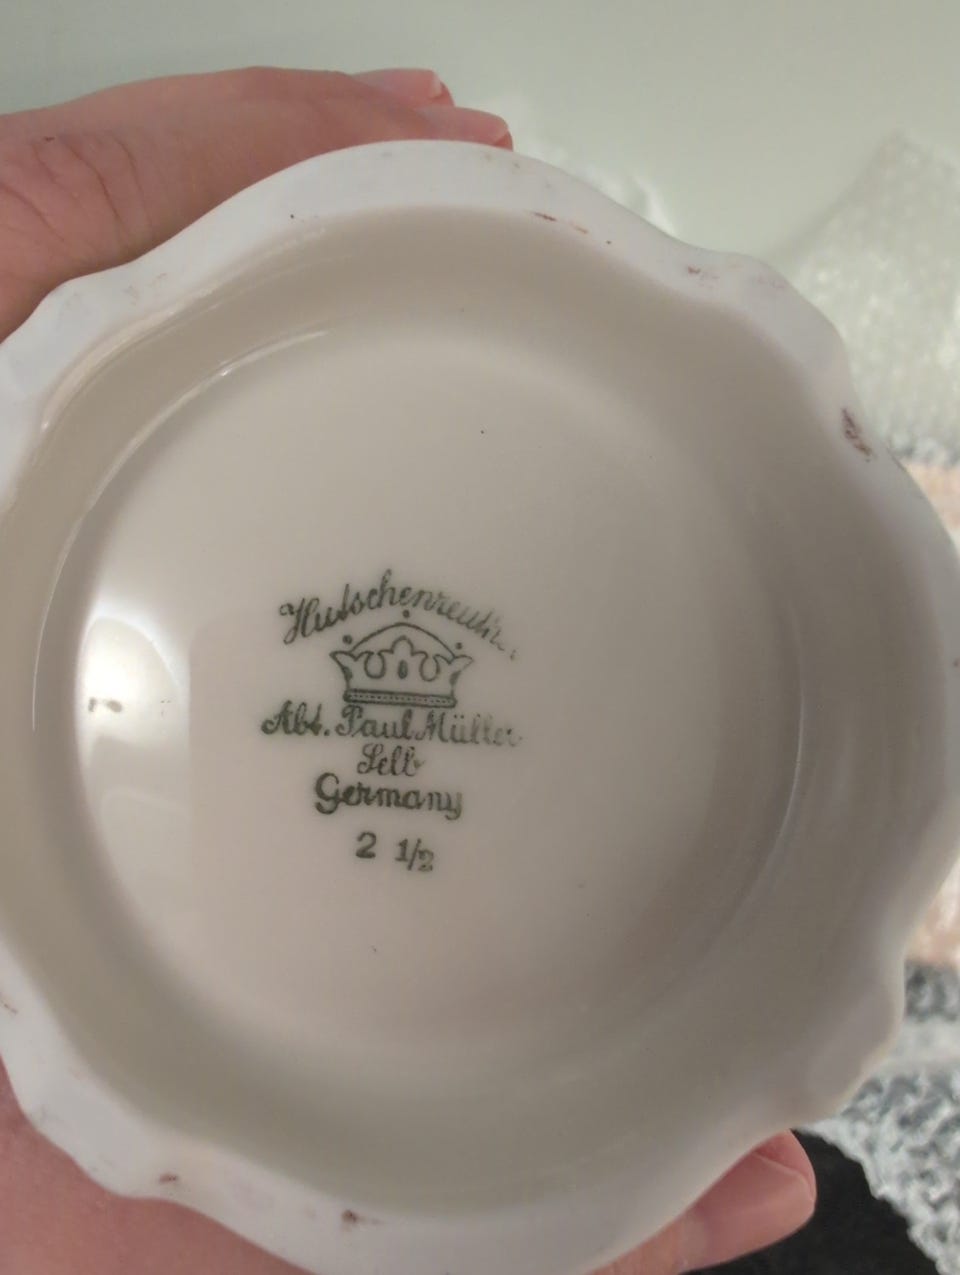 Hutschenreuther
Abt. Paul Müller
Selb
Germany
2 1/2